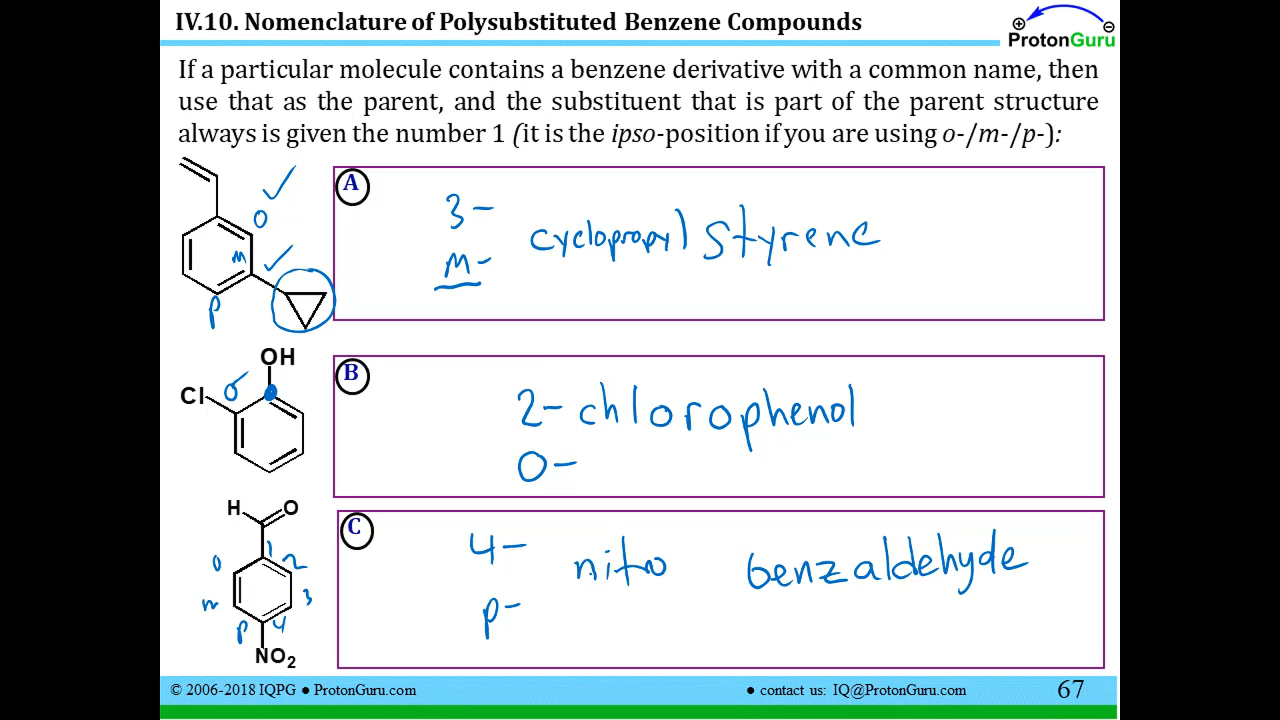 IV.10. Nomenclature of Polysubstituted Benzene Compounds
ProtonGuru
If a particular molecule contains a benzene derivative with a common name, then
use that as the parent, and the substituent that is part of the parent structure
always is given the number 1 (it is the ipso-position if you are using o-/m-/p-):
A
3-
m-
cyclopropyl styrene
o
m
p
B
OH
Cl
o
2-chlorophenol
o-
C
H
O
4-
p-
nitro benzaldehyde
1
o 2
m 3
p 4
NO2
© 2006-2018 IQPG ● ProtonGuru.com
● contact us: IQ@ProtonGuru.com
67